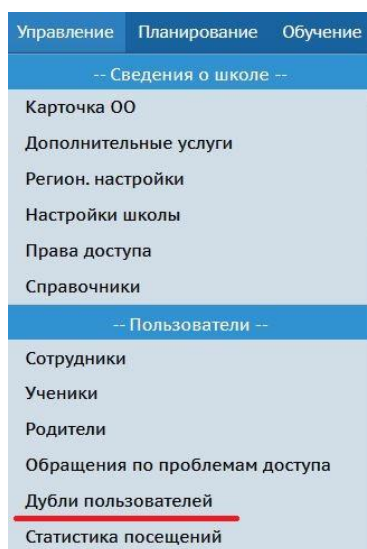 Управление Планирование Обучение
-- Сведения о школе --
Карточка ОО
Дополнительные услуги
Регион. настройки
Настройки школы
Права доступа
Справочники
-- Пользователи --
Сотрудники
Ученики
Родители
Обращения по проблемам доступа
Дубли пользователей
Статистика посещений